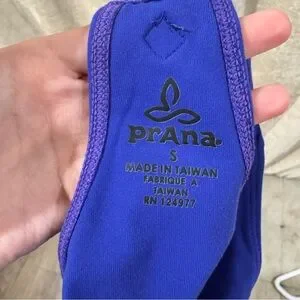 prAna
S
MADE IN TAIWAN
FABRIQUE A
TAIWAN
RN 124977